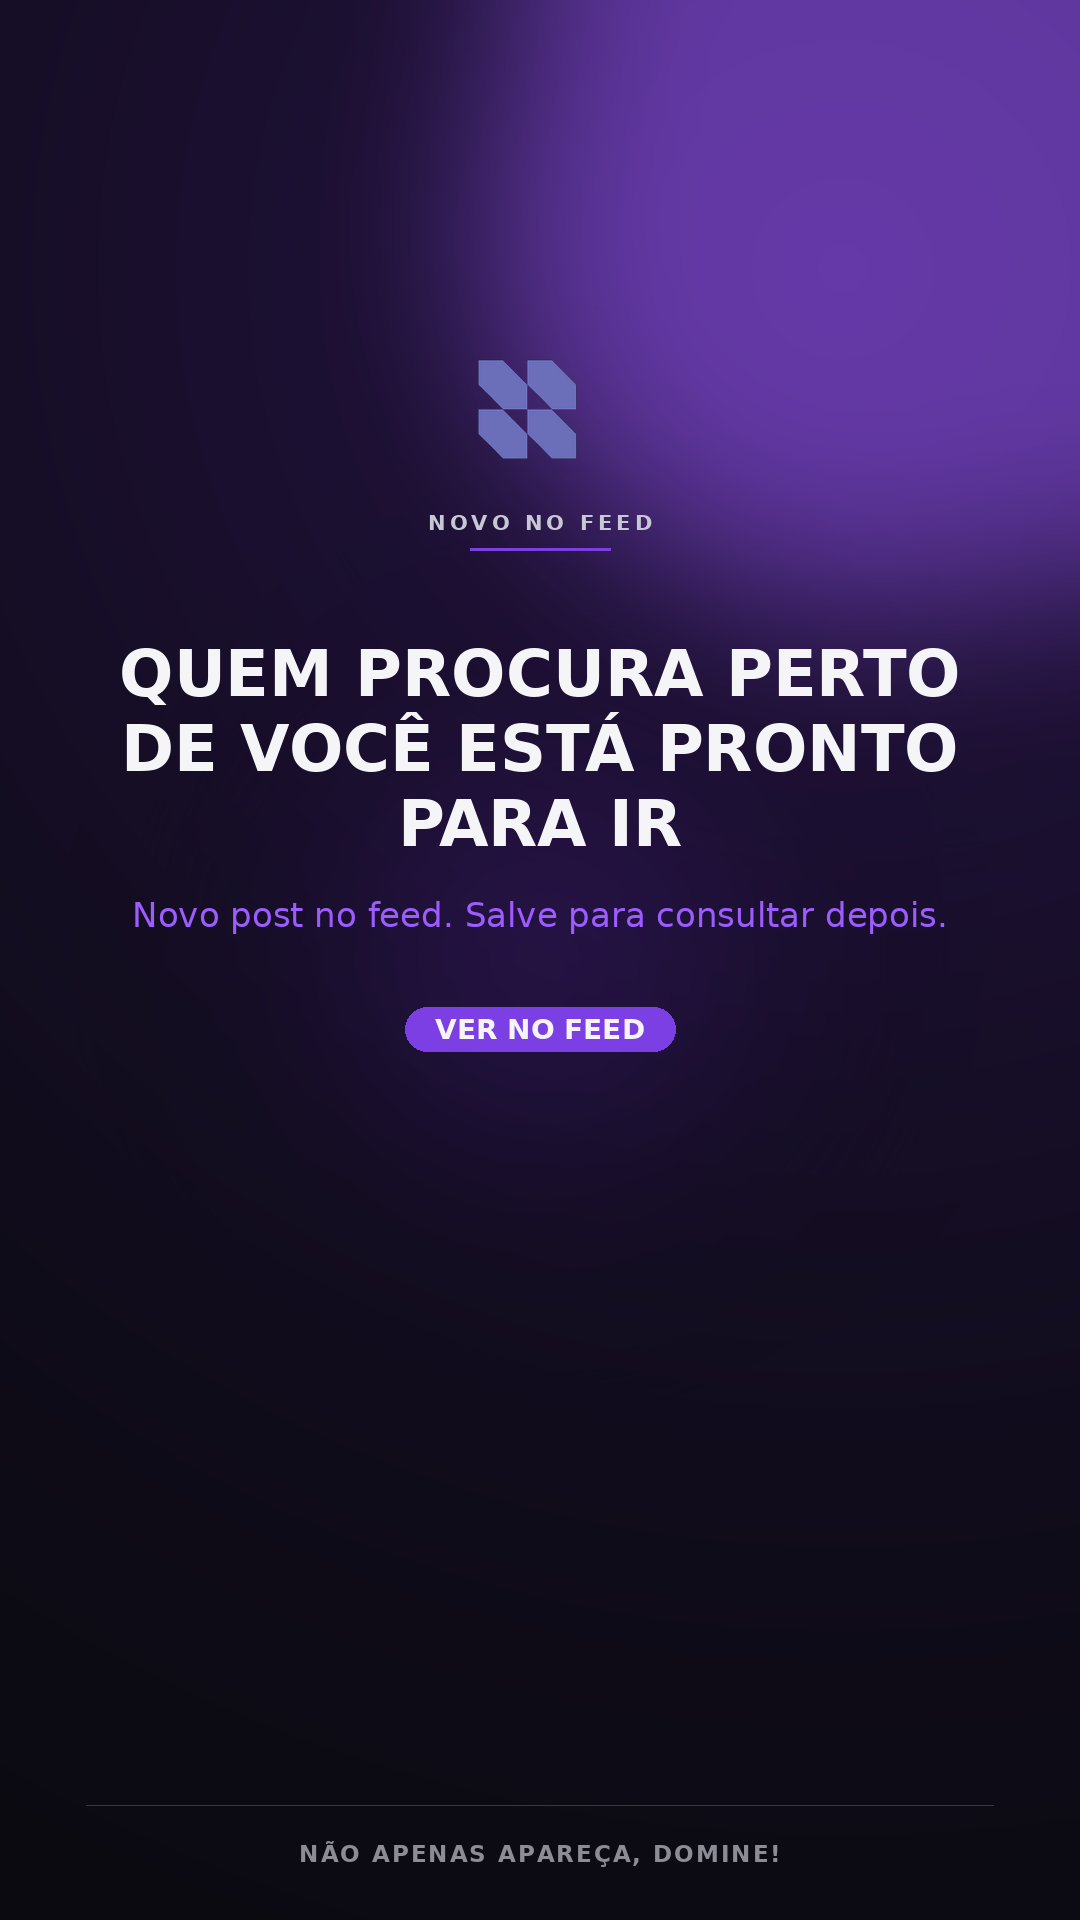 NOVO NO FEED
QUEM PROCURA PERTO
DE VOCÊ ESTÁ PRONTO
PARA IR
Novo post no feed. Salve para consultar depois.
VER NO FEED
NÃO APENAS APAREÇA, DOMINE!